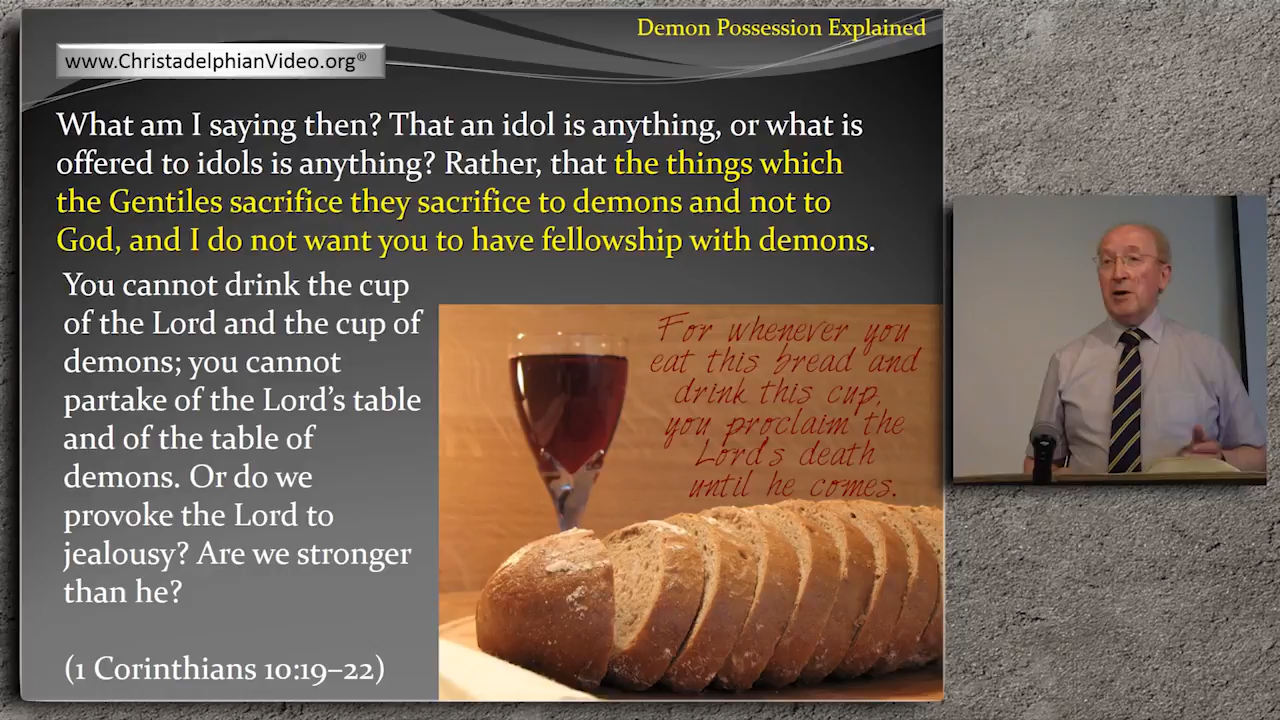 Demon Possession Explained
www.ChristadelphianVideo.org®
What am I saying then? That an idol is anything, or what is
offered to idols is anything? Rather, that the things which
the Gentiles sacrifice they sacrifice to demons and not to
God, and I do not want you to have fellowship with demons.
You cannot drink the cup
of the Lord and the cup of
demons; you cannot
partake of the Lord's table
and of the table of
demons. Or do we
provoke the Lord to
jealousy? Are we stronger
than he?
(1 Corinthians 10:19–22)
For whenever you
eat this bread and
drink this cup,
you proclaim the
Lord's death
until he comes.